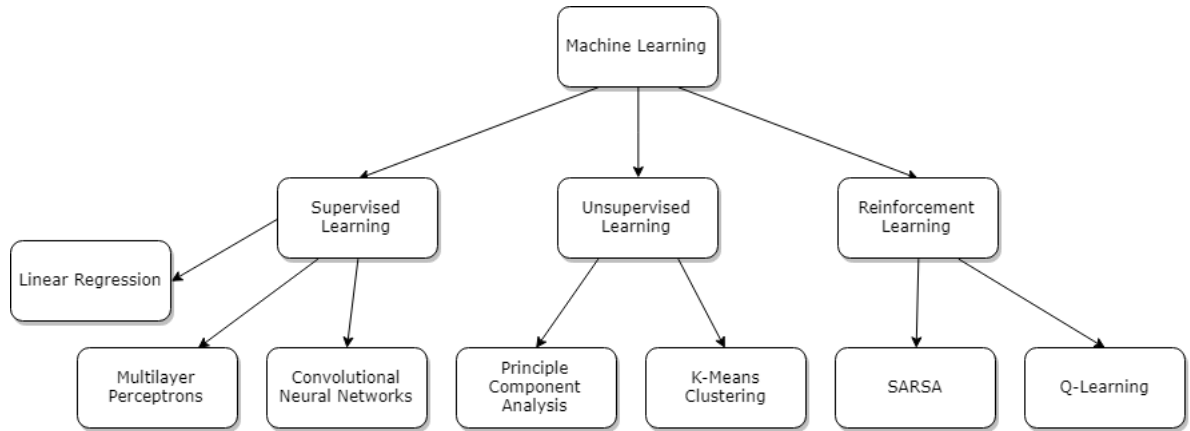 Machine Learning
Supervised
Learning
Unsupervised
Learning
Reinforcement
Learning
Linear Regression
Multilayer
Perceptrons
Convolutional
Neural Networks
Principle
Component
Analysis
K-Means
Clustering
SARSA
Q-Learning